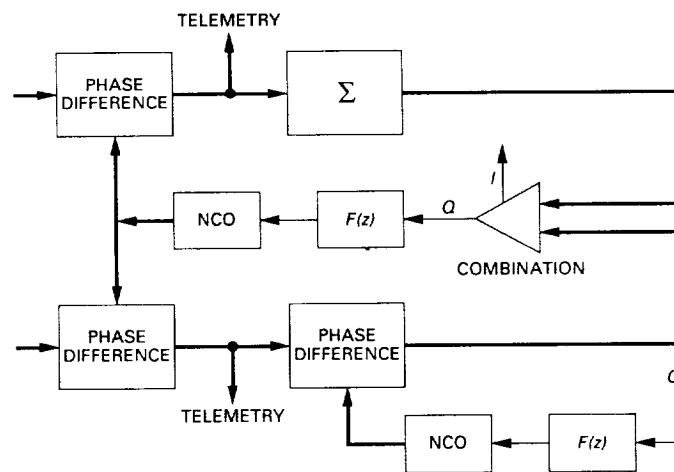 TELEMETRY
PHASE
DIFFERENCE
Σ
I
NCO
F(z)
Q
COMBINATION
PHASE
DIFFERENCE
PHASE
DIFFERENCE
TELEMETRY
NCO
F(z)